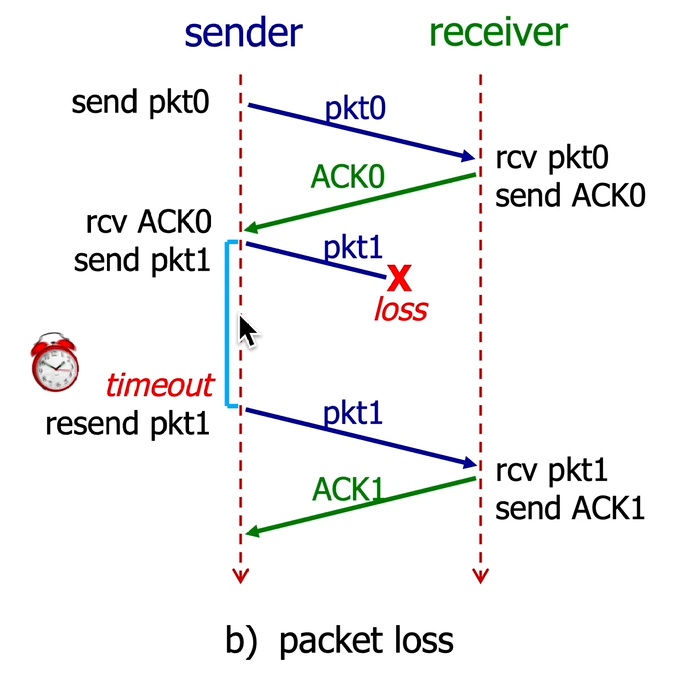 sender
receiver
send pkt0
pkt0
rcv pkt0
send ACK0
ACK0
rcv ACK0
send pkt1
pkt1
X
loss
timeout
resend pkt1
pkt1
rcv pkt1
send ACK1
ACK1
b) packet loss